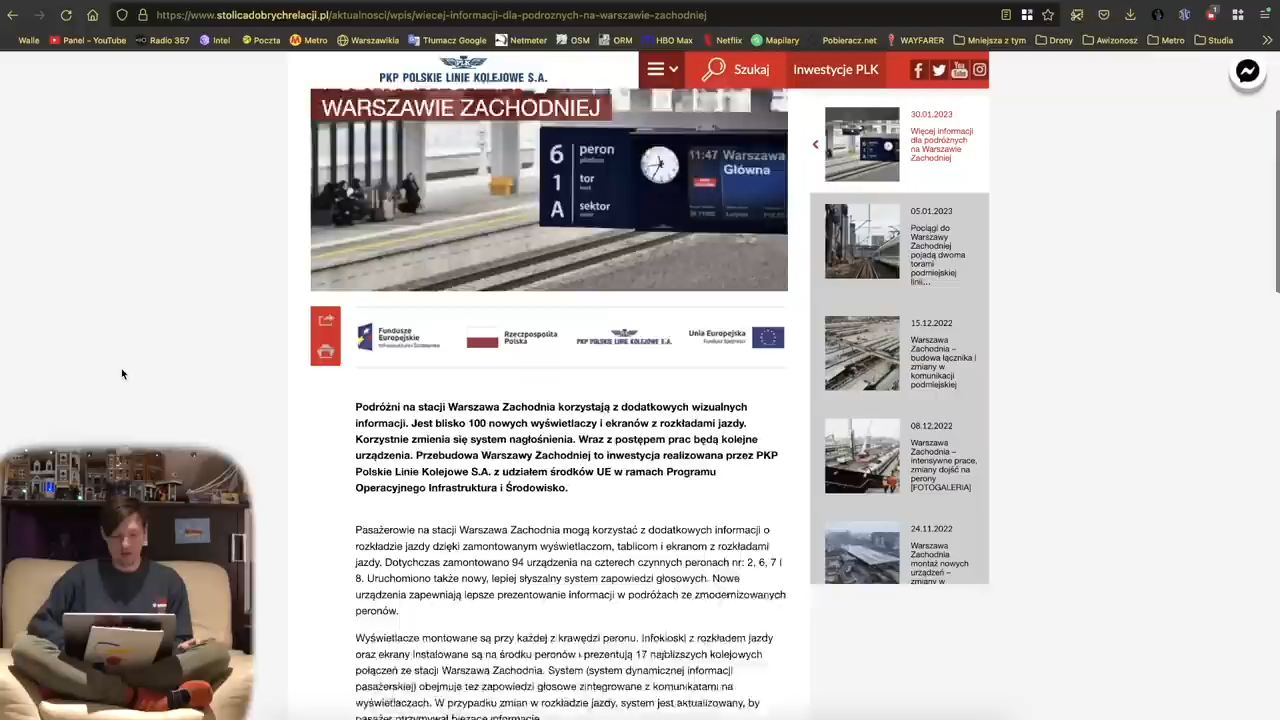 https://www.stolicadobrychrelacji.pl/dobrychrelacji/aktualnosci/wiecej-informacji-dla-podroznych-na-warszawie-zachodniej
Walle Panel – YouTube Radio 357 Intel Poczta Metro Warszawikia Tłumacz Google Netmeter OSM ORM HBO Max Netflix Mapilary Pobieracz.net WAYFARER Mniejsza z tym Drony Awizonosz Metro Studia
PKP POLSKIE LINIE KOLEJOWE S.A.
Szukaj
Inwestycje PLK
WARSZAWIE ZACHODNIEJ
6 peron
platform
1 tor
track
A sektor
sector
11:47 Warszawa
Główna
Fundusze
Europejskie
Infrastruktura i Środowisko
Rzeczpospolita
Polska
PKP POLSKIE LINIE KOLEJOWE S.A.
Unia Europejska
Fundusz Spójności
Podróżni na stacji Warszawa Zachodnia korzystają z dodatkowych wizualnych
informacji. Jest blisko 100 nowych wyświetlaczy i ekranów z rozkładami jazdy.
Korzystnie zmienia się system nagłośnienia. Wraz z postępem prac będą kolejne
urządzenia. Przebudowa Warszawy Zachodniej to inwestycja realizowana przez PKP
Polskie Linie Kolejowe S.A. z udziałem środków UE w ramach Programu
Operacyjnego Infrastruktura i Środowisko.
Pasażerowie na stacji Warszawa Zachodnia mogą korzystać z dodatkowych informacji o
rozkładzie jazdy dzięki zamontowanym wyświetlaczom, tablicom i ekranom z rozkładami
jazdy. Dotychczas zamontowano 94 urządzenia na czterech czynnych peronach nr: 2, 6, 7 i
8. Uruchomiono także nowy, lepiej słyszalny system zapowiedzi głosowych. Nowe
urządzenia zapewniają lepsze prezentowanie informacji w podróżach ze zmodernizowanych
peronów.
Wyświetlacze montowane są przy każdej z krawędzi peronu. Infokioski z rozkładem jazdy
oraz ekrany instalowane są na środku peronów i prezentują 17 najbliższych kolejowych
połączeń ze stacji Warszawa Zachodnia. System (system dynamicznej informacji
pasażerskiej) obejmuje też zapowiedzi głosowe zintegrowane z komunikatami na
wyświetlaczach. W przypadku zmian w rozkładzie jazdy, system jest aktualizowany, by
pasażer otrzymywał bieżące informacje.
30.01.2023
Więcej informacji
dla podróżnych
na Warszawie
Zachodniej
05.01.2023
Pociągi do
Warszawy
Zachodniej
pojadą dwoma
torami
podmiejskiej
linii...
15.12.2022
Warszawa
Zachodnia –
budowa łącznika i
zmiany w
komunikacji
podmiejskiej
08.12.2022
Warszawa
Zachodnia –
intensywne prace,
zmiany dojść na
perony
[FOTOGALERIA]
24.11.2022
Warszawa
Zachodnia
montaż nowych
urządzeń –
zmiany w